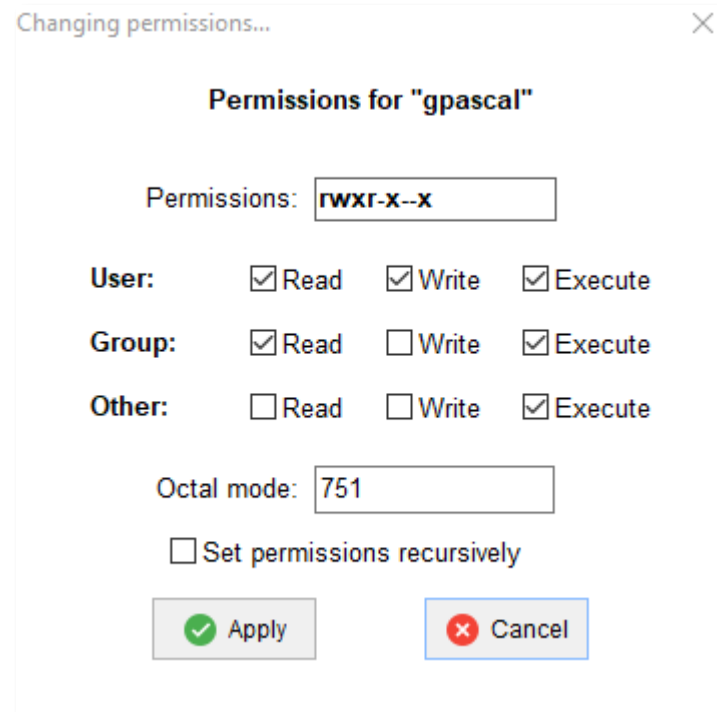 Changing permissions...
Permissions for "gpascal"
Permissions: rwxr-x--x
User: Read Write Execute
Group: Read Write Execute
Other: Read Write Execute
Octal mode: 751
Set permissions recursively
Apply Cancel